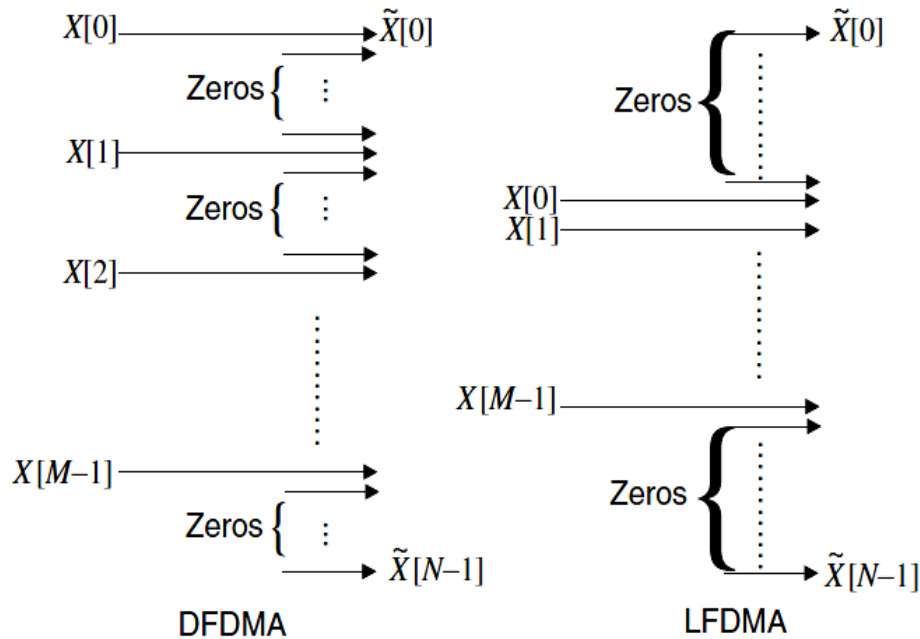 X[0] X̃[0]
Zeros {
X[1]
Zeros {
X[2]
X[M–1]
Zeros {
X̃[N–1]
DFDMA
X̃[0]
Zeros {
X[0]
X[1]
X[M–1]
Zeros {
X̃[N–1]
LFDMA